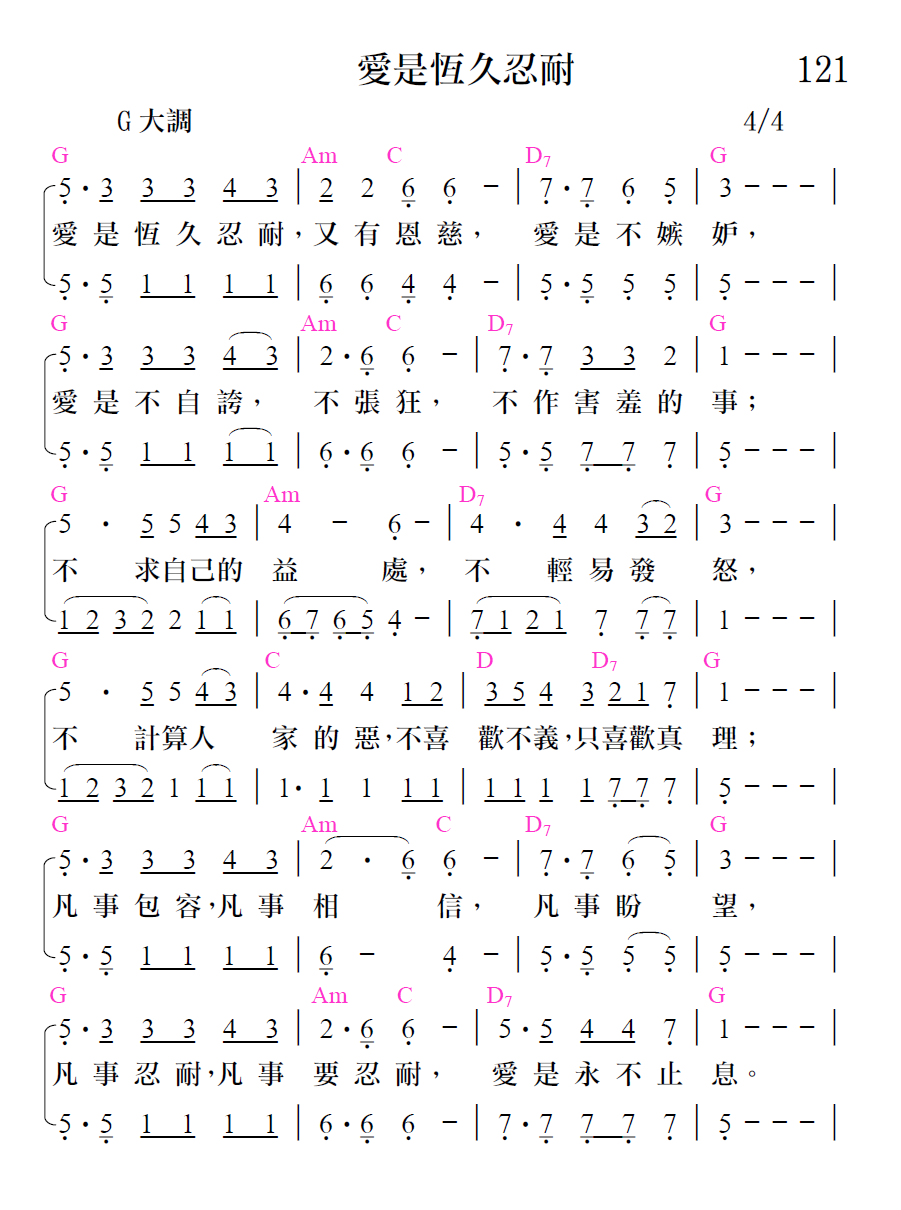 愛是恆久忍耐 121
G 大調 4/4
G Am C D7 G
5̣ · 3 3 3 4 3 | 2 2 6̣ 6̣ − | 7̣ · 7̣ 6̣ 5̣ | 3 − − − |
愛是恆久忍耐，又有恩慈， 愛是不嫉妒，
5̣ · 5̣ 1 1 1 1 | 6̣ 6̣ 4̣ 4̣ − | 5̣ · 5̣ 5̣ 5̣ | 5̣ − − − |
G Am C D7 G
5̣ · 3 3 3 4 3 | 2 · 6̣ 6̣ − | 7̣ · 7̣ 3 3 2 | 1 − − − |
愛是不自誇， 不張狂， 不作害羞的事；
5̣ · 5̣ 1 1 1 1 | 6̣ · 6̣ 6̣ − | 5̣ · 5̣ 7̣ 7̣ 7̣ | 5̣ − − − |
G Am D7 G
5 · 5 5 4 3 | 4 − 6̣ − | 4 · 4 4 3 2 | 3 − − − |
不 求自己的 益 處， 不 輕易發 怒，
1 2 3 2 2 1 1 | 6̣ 7̣ 6̣ 5̣ 4̣ − | 7̣ 1 2 1 7̣ 7̣ 7̣ | 1 − − − |
G C D D7 G
5 · 5 5 4 3 | 4 · 4 4 1 2 | 3 5 4 3 2 1 7̣ | 1 − − − |
不 計算人 家的惡，不喜 歡不義，只喜歡真 理；
1 2 3 2 1 1 1 | 1 · 1 1 1 1 | 1 1 1 1 7̣ 7̣ 7̣ | 5̣ − − − |
G Am C D7 G
5̣ · 3 3 3 4 3 | 2 · 6̣ 6̣ − | 7̣ · 7̣ 6̣ 5̣ | 3 − − − |
凡事包容，凡事相 信， 凡事盼 望，
5̣ · 5̣ 1 1 1 1 | 6̣ − 4̣ − | 5̣ · 5̣ 5̣ 5̣ | 5̣ − − − |
G Am C D7 G
5̣ · 3 3 3 4 3 | 2 · 6̣ 6̣ − | 5 · 5 4 4 7̣ | 1 − − − |
凡事忍耐，凡事要忍耐， 愛是永不止息。
5̣ · 5̣ 1 1 1 1 | 6̣ · 6̣ 6̣ − | 7̣ · 7̣ 7̣ 7̣ 7̣ | 5̣ − − − |